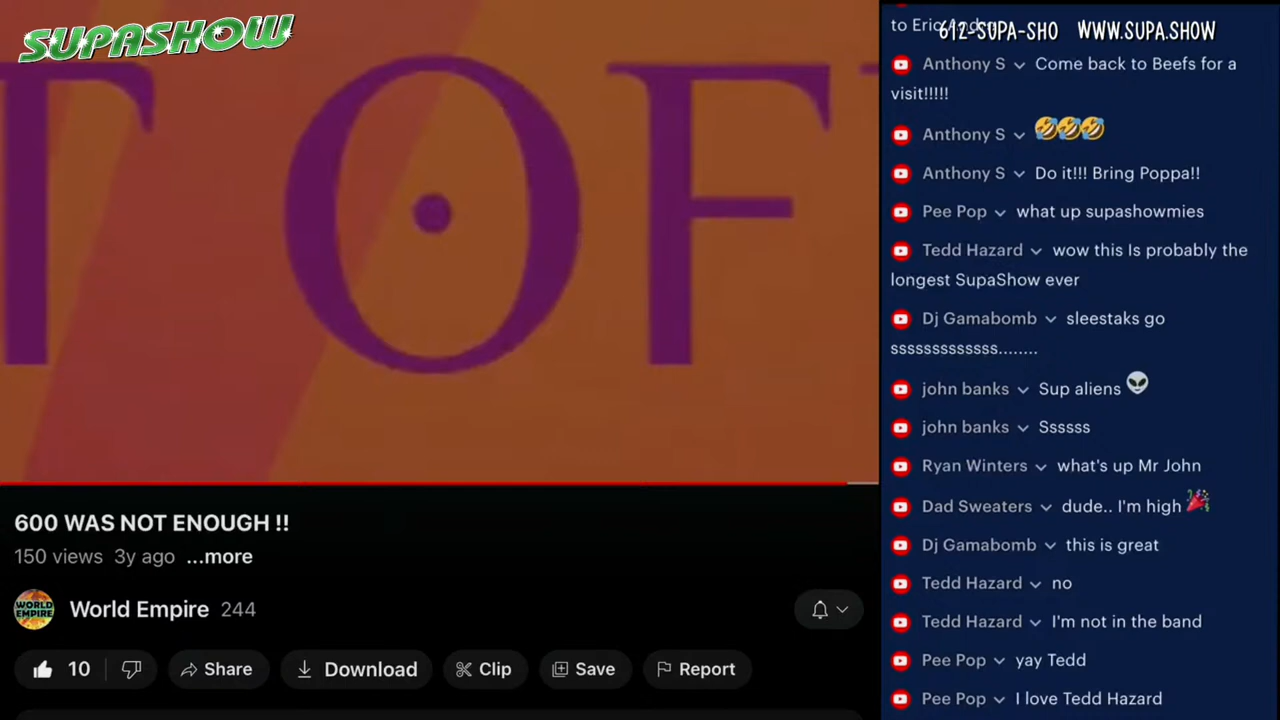 SUPASHOW
T OF
600 WAS NOT ENOUGH !!
150 views 3y ago ...more
WORLD EMPIRE
World Empire 244
10 Share Download Clip Save Report
612-SUPA-SHO WWW.SUPA.SHOW
to Eric
Anthony S Come back to Beefs for a
visit!!!!!
Anthony S 🤣🤣🤣
Anthony S Do it!!! Bring Poppa!!
Pee Pop what up supashowmies
Tedd Hazard wow this Is probably the
longest SupaShow ever
Dj Gamabomb sleestaks go
sssssssssssss........
john banks Sup aliens 👽
john banks Ssssss
Ryan Winters what's up Mr John
Dad Sweaters dude.. I'm high 🎉
Dj Gamabomb this is great
Tedd Hazard no
Tedd Hazard I'm not in the band
Pee Pop yay Tedd
Pee Pop I love Tedd Hazard